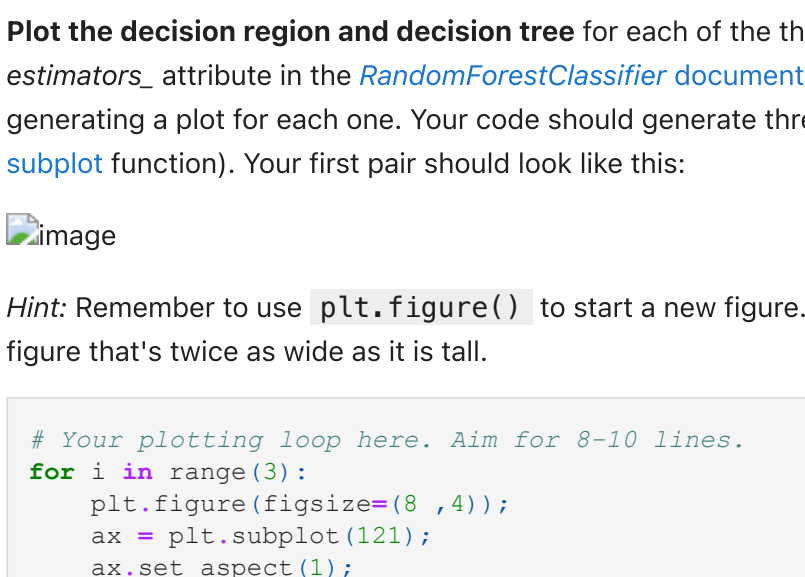 Plot the decision region and decision tree for each of the th
estimators_ attribute in the RandomForestClassifier document
generating a plot for each one. Your code should generate thre
subplot function). Your first pair should look like this:
image
Hint: Remember to use plt.figure() to start a new figure.
figure that's twice as wide as it is tall.
# Your plotting loop here. Aim for 8-10 lines.
for i in range(3):
    plt.figure(figsize=(8 ,4));
    ax = plt.subplot(121);
    ax.set_aspect(1);